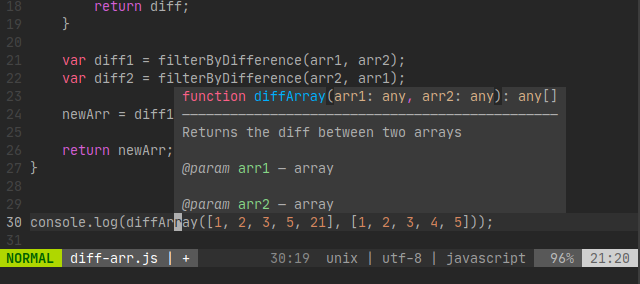 18         return diff;
19     }
20
21     var diff1 = filterByDifference(arr1, arr2);
22     var diff2 = filterByDifference(arr2, arr1);
23 function diffArray(arr1: any, arr2: any): any[]
24     newArr = diff1
25 Returns the diff between two arrays
26     return newArr;
27 } @param arr1 – array
28
29 @param arr2 – array
30 console.log(diffArray([1, 2, 3, 5, 21], [1, 2, 3, 4, 5]));
31
NORMAL diff-arr.js | + 30:19 unix | utf-8 | javascript 96% 21:20